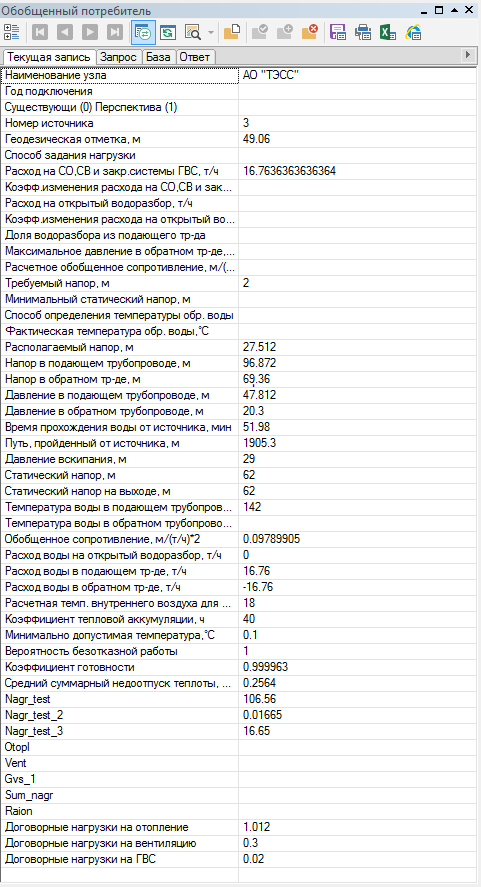 Обобщенный потребитель
Текущая запись Запрос База Ответ
Наименование узла АО "ТЭСС"
Год подключения
Существующи (0) Перспектива (1)
Номер источника 3
Геодезическая отметка, м 49.06
Способ задания нагрузки
Расход на СО,СВ и закр.системы ГВС, т/ч 16.7636363636364
Коэфф.изменения расхода на СО,СВ и зак...
Расход на открытый водоразбор, т/ч
Коэфф.изменения расхода на открытый во...
Доля водоразбора из подающего тр-да
Максимальное давление в обратном тр-де,...
Расчетное обобщенное сопротивление, м/(...
Требуемый напор, м 2
Минимальный статический напор, м
Способ определения температуры обр. воды
Фактическая температура обр. воды,°C
Располагаемый напор, м 27.512
Напор в подающем трубопроводе, м 96.872
Напор в обратном тр-де, м 69.36
Давление в подающем трубопроводе, м 47.812
Давление в обратном трубопроводе, м 20.3
Время прохождения воды от источника, мин 51.98
Путь, пройденный от источника, м 1905.3
Давление вскипания, м 29
Статический напор, м 62
Статический напор на выходе, м 62
Температура воды в подающем трубопров... 142
Температура воды в обратном трубопрово...
Обобщенное сопротивление, м/(т/ч)*2 0.09789905
Расход воды на открытый водоразбор, т/ч 0
Расход воды в подающем тр-де, т/ч 16.76
Расход воды в обратном тр-де, т/ч -16.76
Расчетная темп. внутреннего воздуха для ... 18
Коэффициент тепловой аккумуляции, ч 40
Минимально допустимая температура,°C 0.1
Вероятность безотказной работы 1
Коэффициент готовности 0.999963
Средний суммарный недоотпуск теплоты, ... 0.2564
Nagr_test 106.56
Nagr_test_2 0.01665
Nagr_test_3 16.65
Otopl
Vent
Gvs_1
Sum_nagr
Raion
Договорные нагрузки на отопление 1.012
Договорные нагрузки на вентиляцию 0.3
Договорные нагрузки на ГВС 0.02